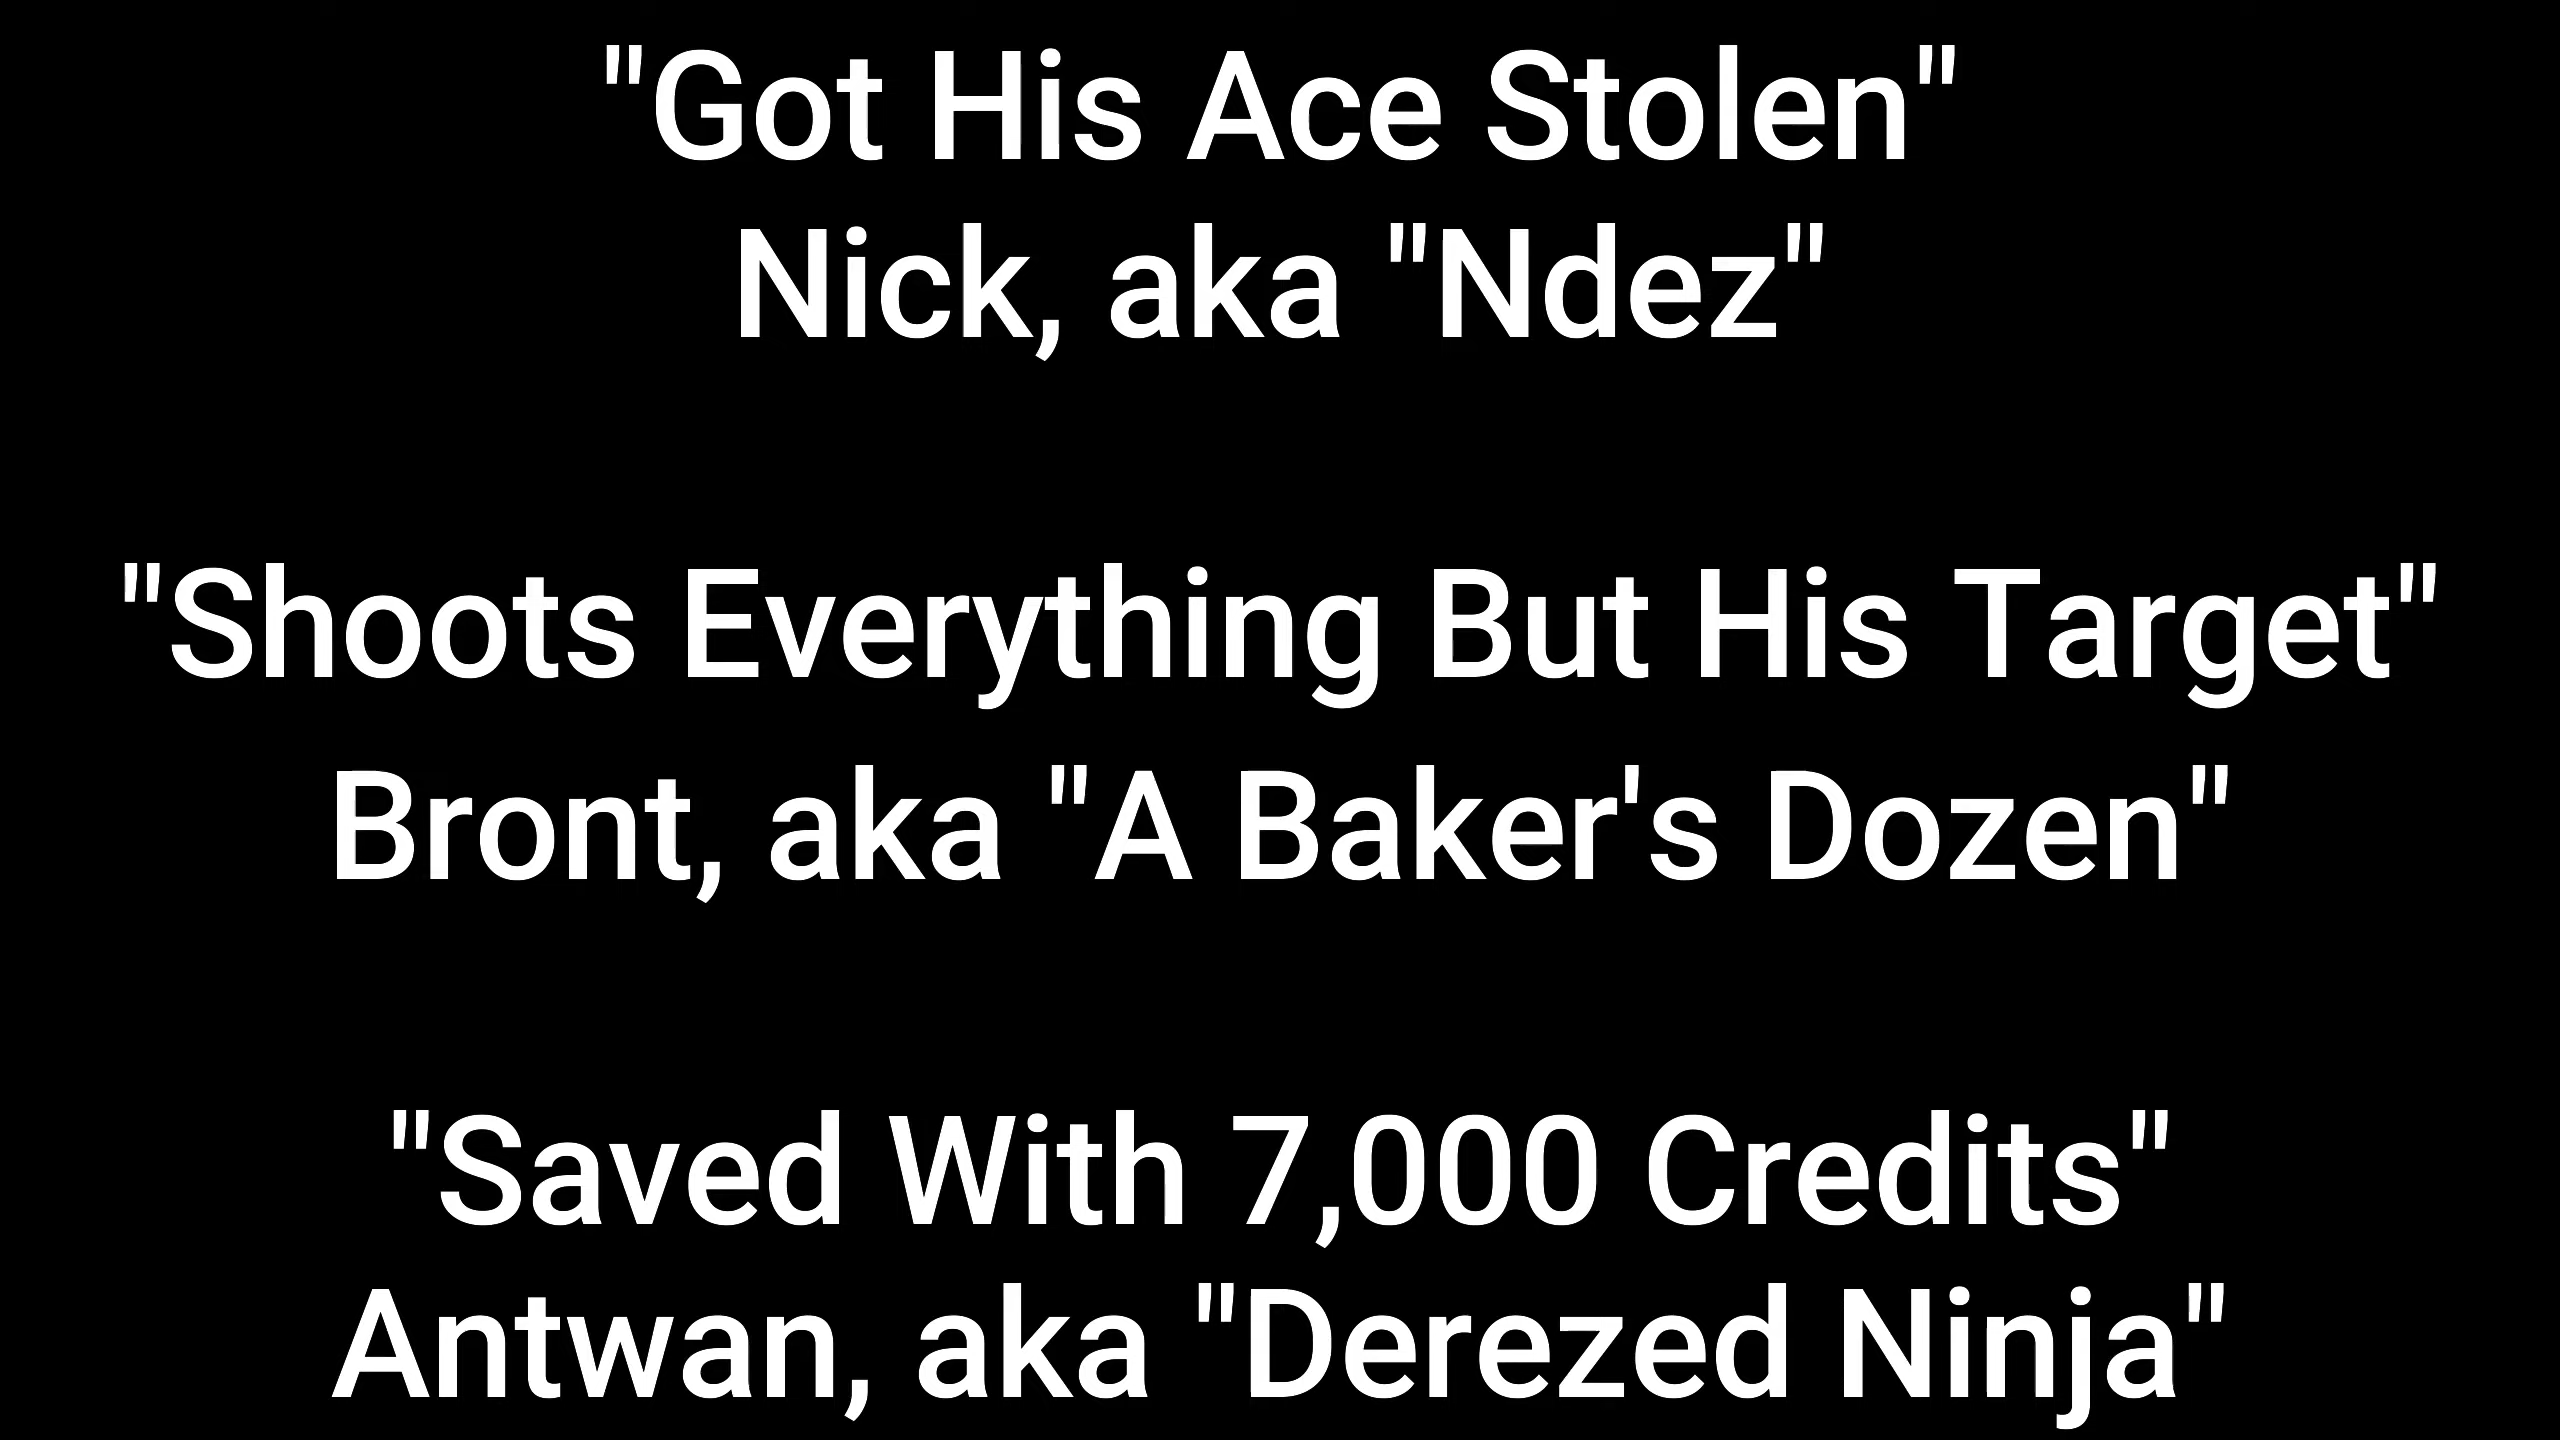 "Got His Ace Stolen"
Nick, aka "Ndez"
"Shoots Everything But His Target"
Bront, aka "A Baker's Dozen"
"Saved With 7,000 Credits"
Antwan, aka "Derezed Ninja"